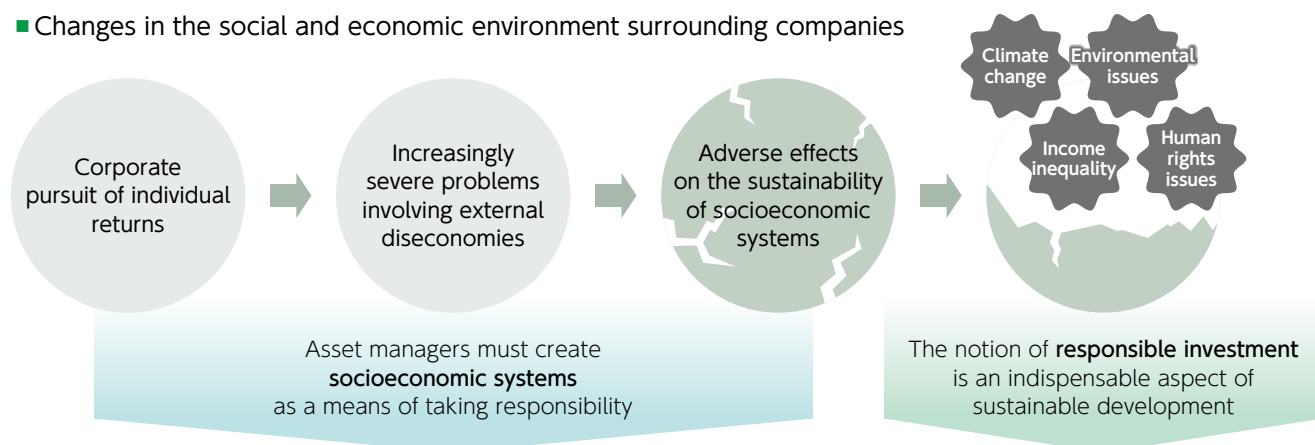 Changes in the social and economic environment surrounding companies
Corporate
pursuit of individual
returns
Increasingly
severe problems
involving external
diseconomies
Adverse effects
on the sustainability
of socioeconomic
systems
Climate
change
Environmental
issues
Income
inequality
Human
rights
issues
Asset managers must create
socioeconomic systems
as a means of taking responsibility
The notion of responsible investment
is an indispensable aspect of
sustainable development